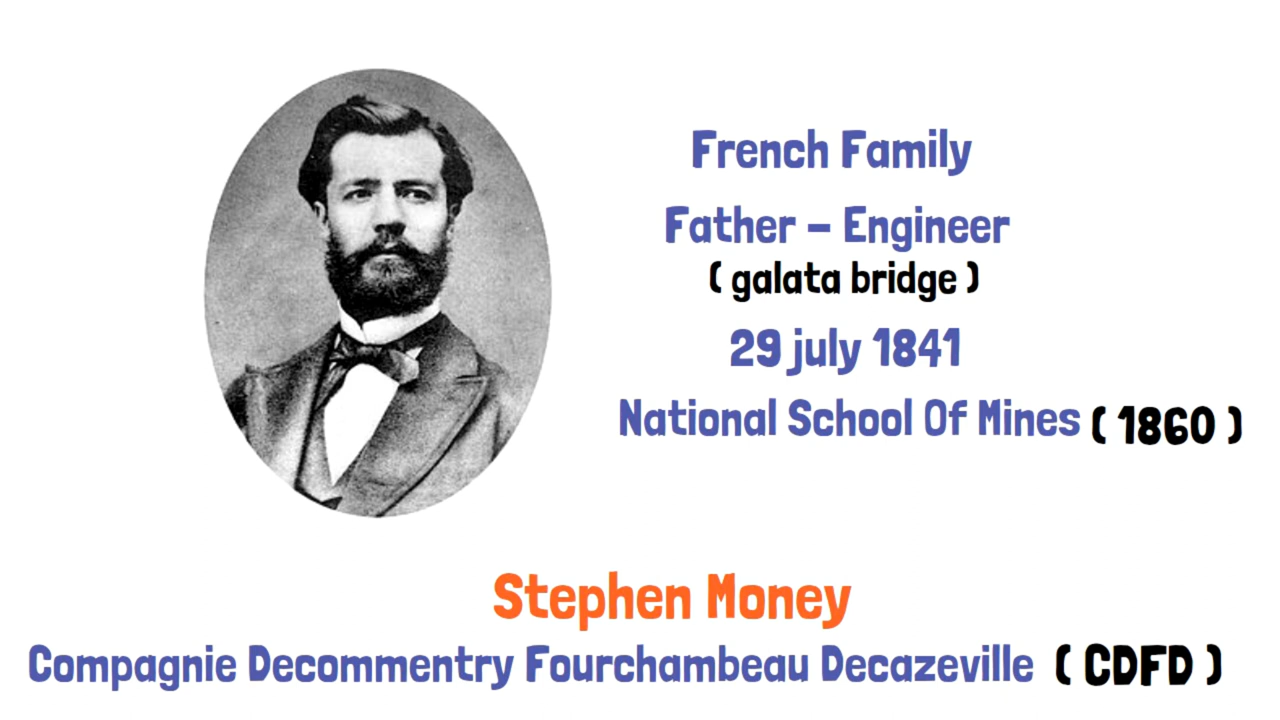 French Family
Father - Engineer
( galata bridge )
29 july 1841
National School Of Mines ( 1860 )
Stephen Money
Compagnie Decommentry Fourchambeau Decazeville ( CDFD )